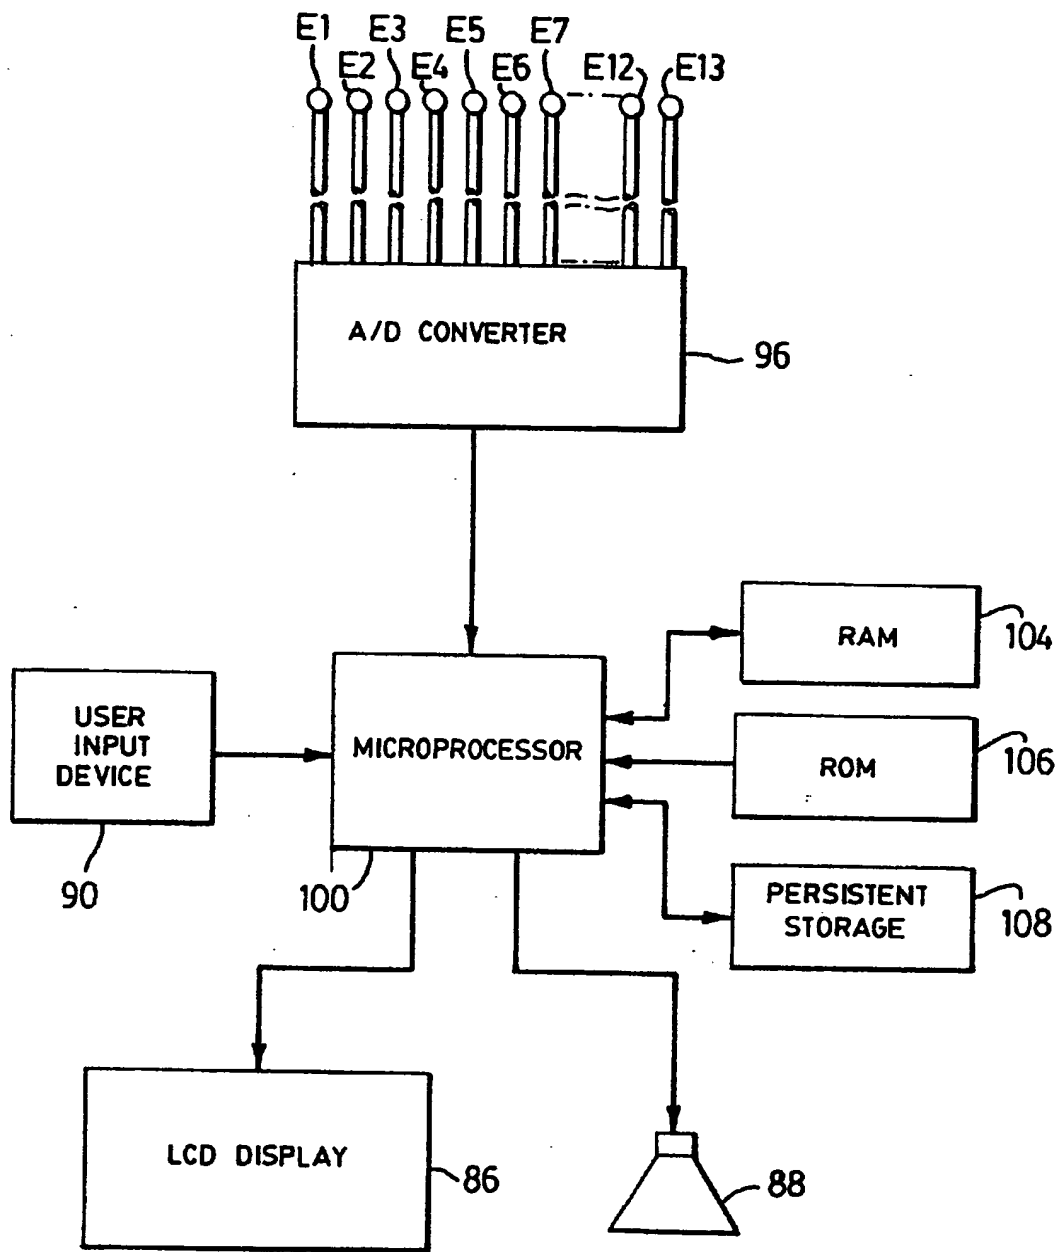 E1 E3 E5 E7
E2 E4 E6 E12 E13
A/D CONVERTER
96
RAM
104
USER
INPUT
DEVICE
90
MICROPROCESSOR
100
ROM
106
PERSISTENT
STORAGE
108
LCD DISPLAY
86
88